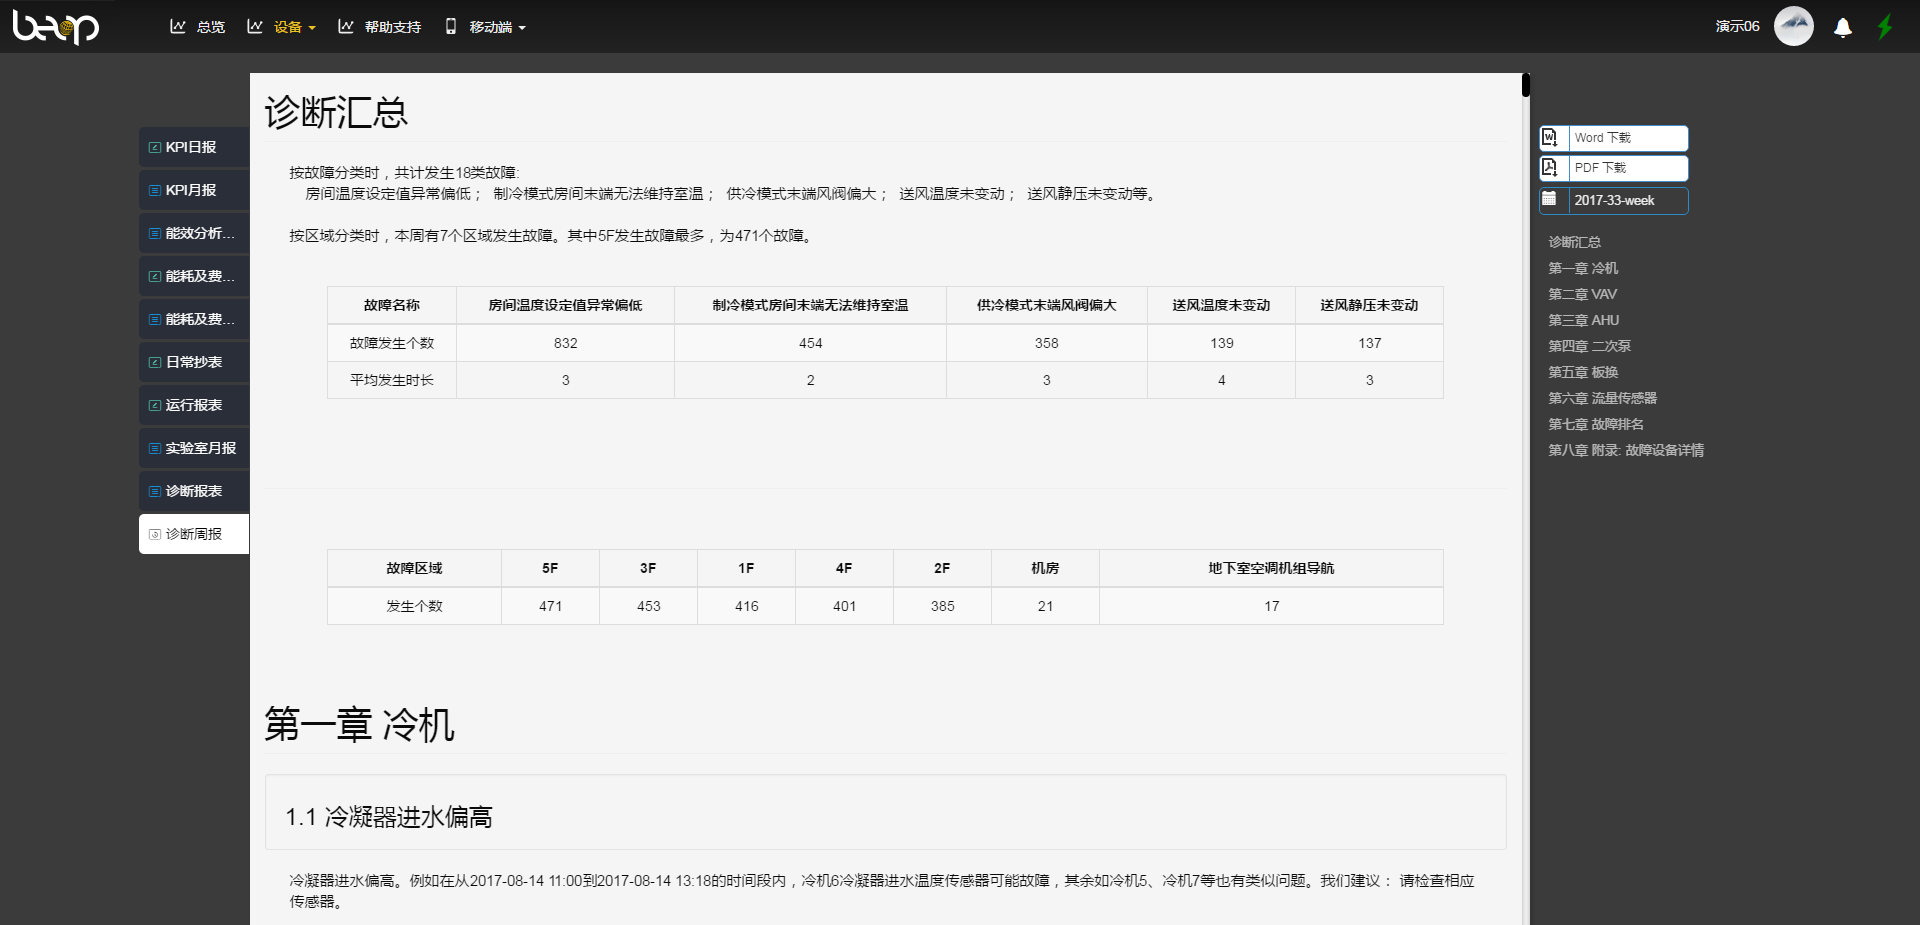 beop
总览
设备
帮助支持
移动端
演示06
KPI日报
KPI月报
能效分析...
能耗及费...
能耗及费...
日常抄表
运行报表
实验室月报
诊断报表
诊断周报
诊断汇总
按故障分类时，共计发生18类故障:
房间温度设定值异常偏低； 制冷模式房间末端无法维持室温； 供冷模式末端风阀偏大； 送风温度未变动； 送风静压未变动等。
按区域分类时，本周有7个区域发生故障。其中5F发生故障最多，为471个故障。
故障名称 房间温度设定值异常偏低 制冷模式房间末端无法维持室温 供冷模式末端风阀偏大 送风温度未变动 送风静压未变动
故障发生个数 832 454 358 139 137
平均发生时长 3 2 3 4 3
故障区域 5F 3F 1F 4F 2F 机房 地下室空调机组导航
发生个数 471 453 416 401 385 21 17
第一章 冷机
1.1 冷凝器进水偏高
冷凝器进水偏高。例如在从2017-08-14 11:00到2017-08-14 13:18的时间段内，冷机6冷凝器进水温度传感器可能故障，其余如冷机5、冷机7等也有类似问题。我们建议： 请检查相应
传感器。
Word 下载
PDF 下载
2017-33-week
诊断汇总
第一章 冷机
第二章 VAV
第三章 AHU
第四章 二次泵
第五章 板换
第六章 流量传感器
第七章 故障排名
第八章 附录: 故障设备详情